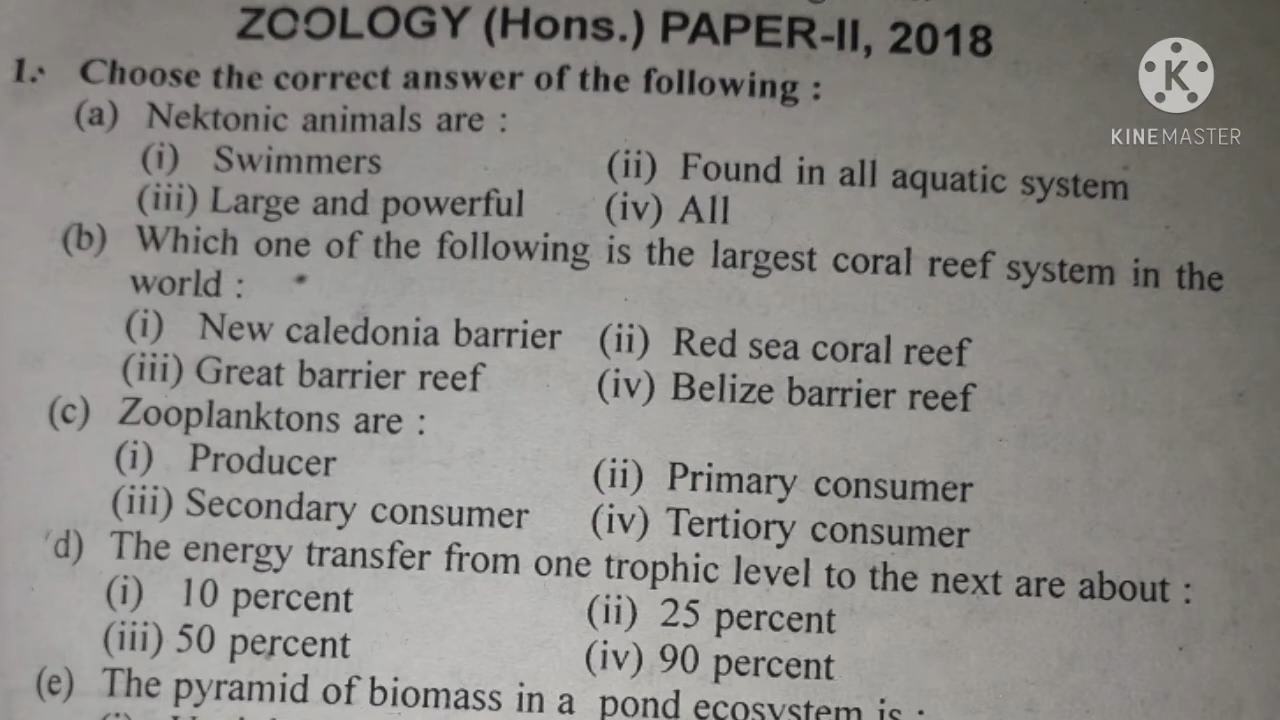 ZOOLOGY (Hons.) PAPER-II, 2018
K
KINEMASTER
1. Choose the correct answer of the following :
(a) Nektonic animals are :
(i) Swimmers (ii) Found in all aquatic system
(iii) Large and powerful (iv) All
(b) Which one of the following is the largest coral reef system in the
world :
(i) New caledonia barrier (ii) Red sea coral reef
(iii) Great barrier reef (iv) Belize barrier reef
(c) Zooplanktons are :
(i) Producer (ii) Primary consumer
(iii) Secondary consumer (iv) Tertiory consumer
d) The energy transfer from one trophic level to the next are about :
(i) 10 percent (ii) 25 percent
(iii) 50 percent (iv) 90 percent
(e) The pyramid of biomass in a pond ecosystem is :